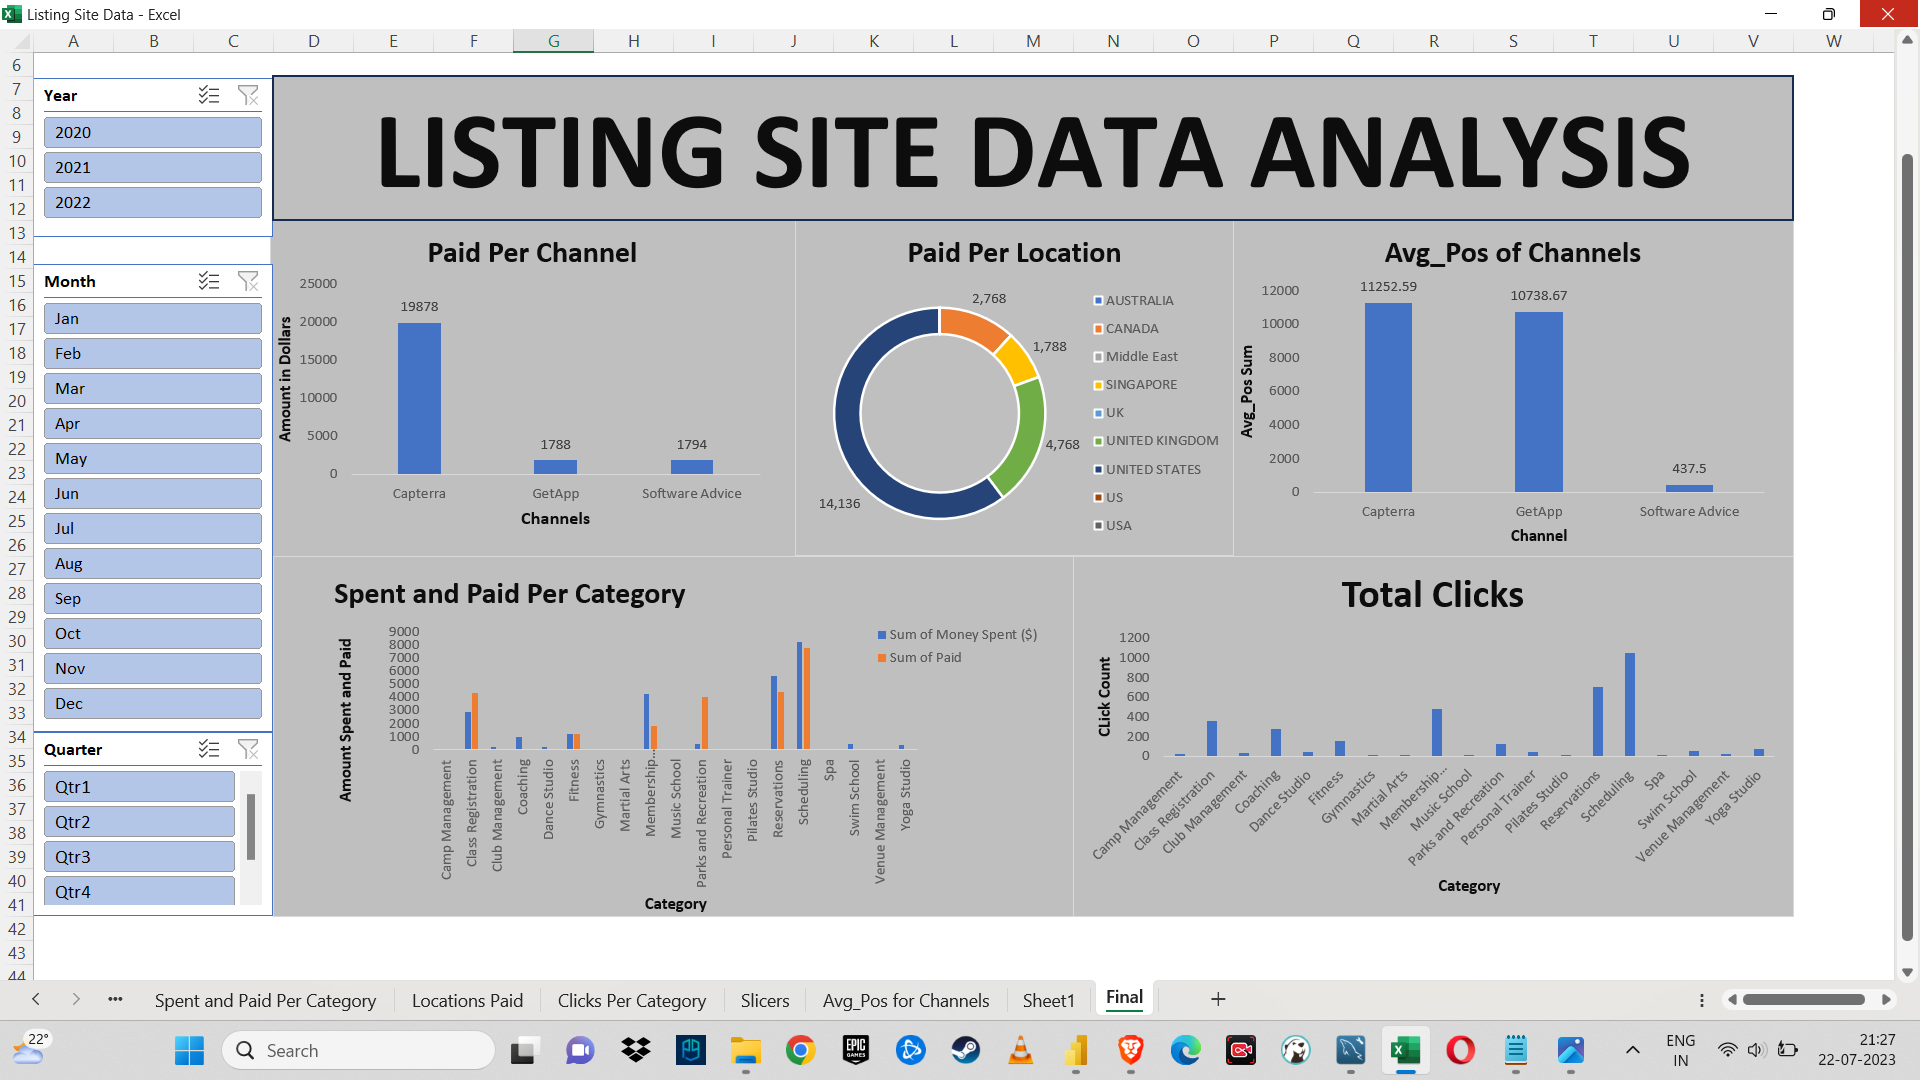 Listing Site Data - Excel
A B C D E F G H I J K L M N O P Q R S T U V W
6
7
8
9
10
11
12
13
14
15
16
17
18
19
20
21
22
23
24
25
26
27
28
29
30
31
32
33
34
35
36
37
38
39
40
41
42
43
44
Year
2020
2021
2022
Month
Jan
Feb
Mar
Apr
May
Jun
Jul
Aug
Sep
Oct
Nov
Dec
Quarter
Qtr1
Qtr2
Qtr3
Qtr4
LISTING SITE DATA ANALYSIS
Paid Per Channel
Amount in Dollars
25000
20000
15000
10000
5000
0
19878
1788
1794
Capterra GetApp Software Advice
Channels
Paid Per Location
2,768
1,788
4,768
14,136
AUSTRALIA
CANADA
Middle East
SINGAPORE
UK
UNITED KINGDOM
UNITED STATES
US
USA
Avg_Pos of Channels
Avg_Pos Sum
12000
10000
8000
6000
4000
2000
0
11252.59
10738.67
437.5
Capterra GetApp Software Advice
Channel
Spent and Paid Per Category
Amount Spent and Paid
9000
8000
7000
6000
5000
4000
3000
2000
1000
0
Sum of Money Spent ($)
Sum of Paid
Camp Management
Class Registration
Club Management
Coaching
Dance Studio
Fitness
Gymnastics
Martial Arts
Membership...
Music School
Parks and Recreation
Personal Trainer
Pilates Studio
Reservations
Scheduling
Spa
Swim School
Venue Management
Yoga Studio
Category
Total Clicks
CLick Count
1200
1000
800
600
400
200
0
Camp Management
Class Registration
Club Management
Coaching
Dance Studio
Fitness
Gymnastics
Martial Arts
Membership...
Music School
Parks and Recreation
Personal Trainer
Pilates Studio
Reservations
Scheduling
Spa
Swim School
Venue Management
Yoga Studio
Category
... Spent and Paid Per Category Locations Paid Clicks Per Category Slicers Avg_Pos for Channels Sheet1 Final
22°
Search
EPIC
GAMES
ENG
IN
21:27
22-07-2023